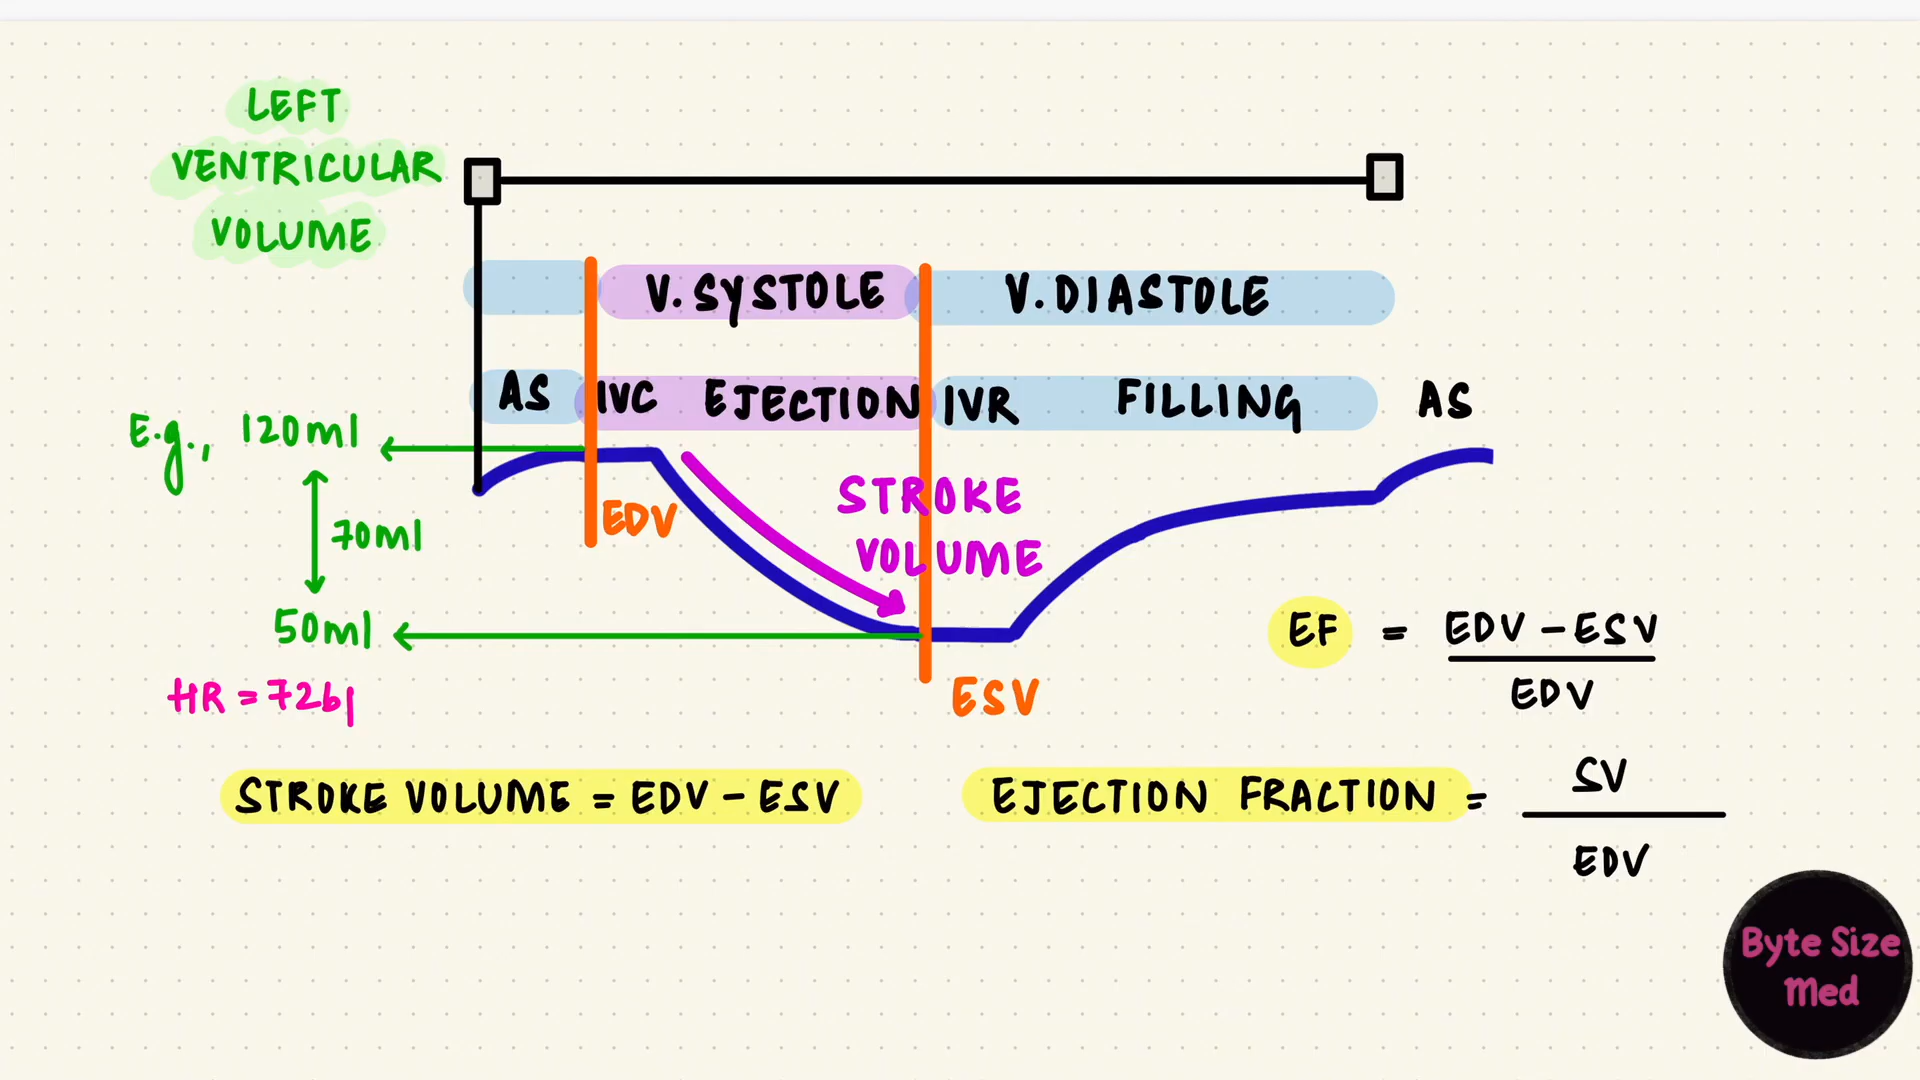 LEFT
VENTRICULAR
VOLUME
V. SYSTOLE
V. DIASTOLE
AS
IVC
EJECTION
IVR
FILLING
AS
E.g., 120ml
EDV
STROKE
VOLUME
70ml
50ml
HR = 72b
ESV
EF = EDV - ESV
EDV
STROKE VOLUME = EDV - ESV
EJECTION FRACTION = SV
EDV
Byte Size
Med